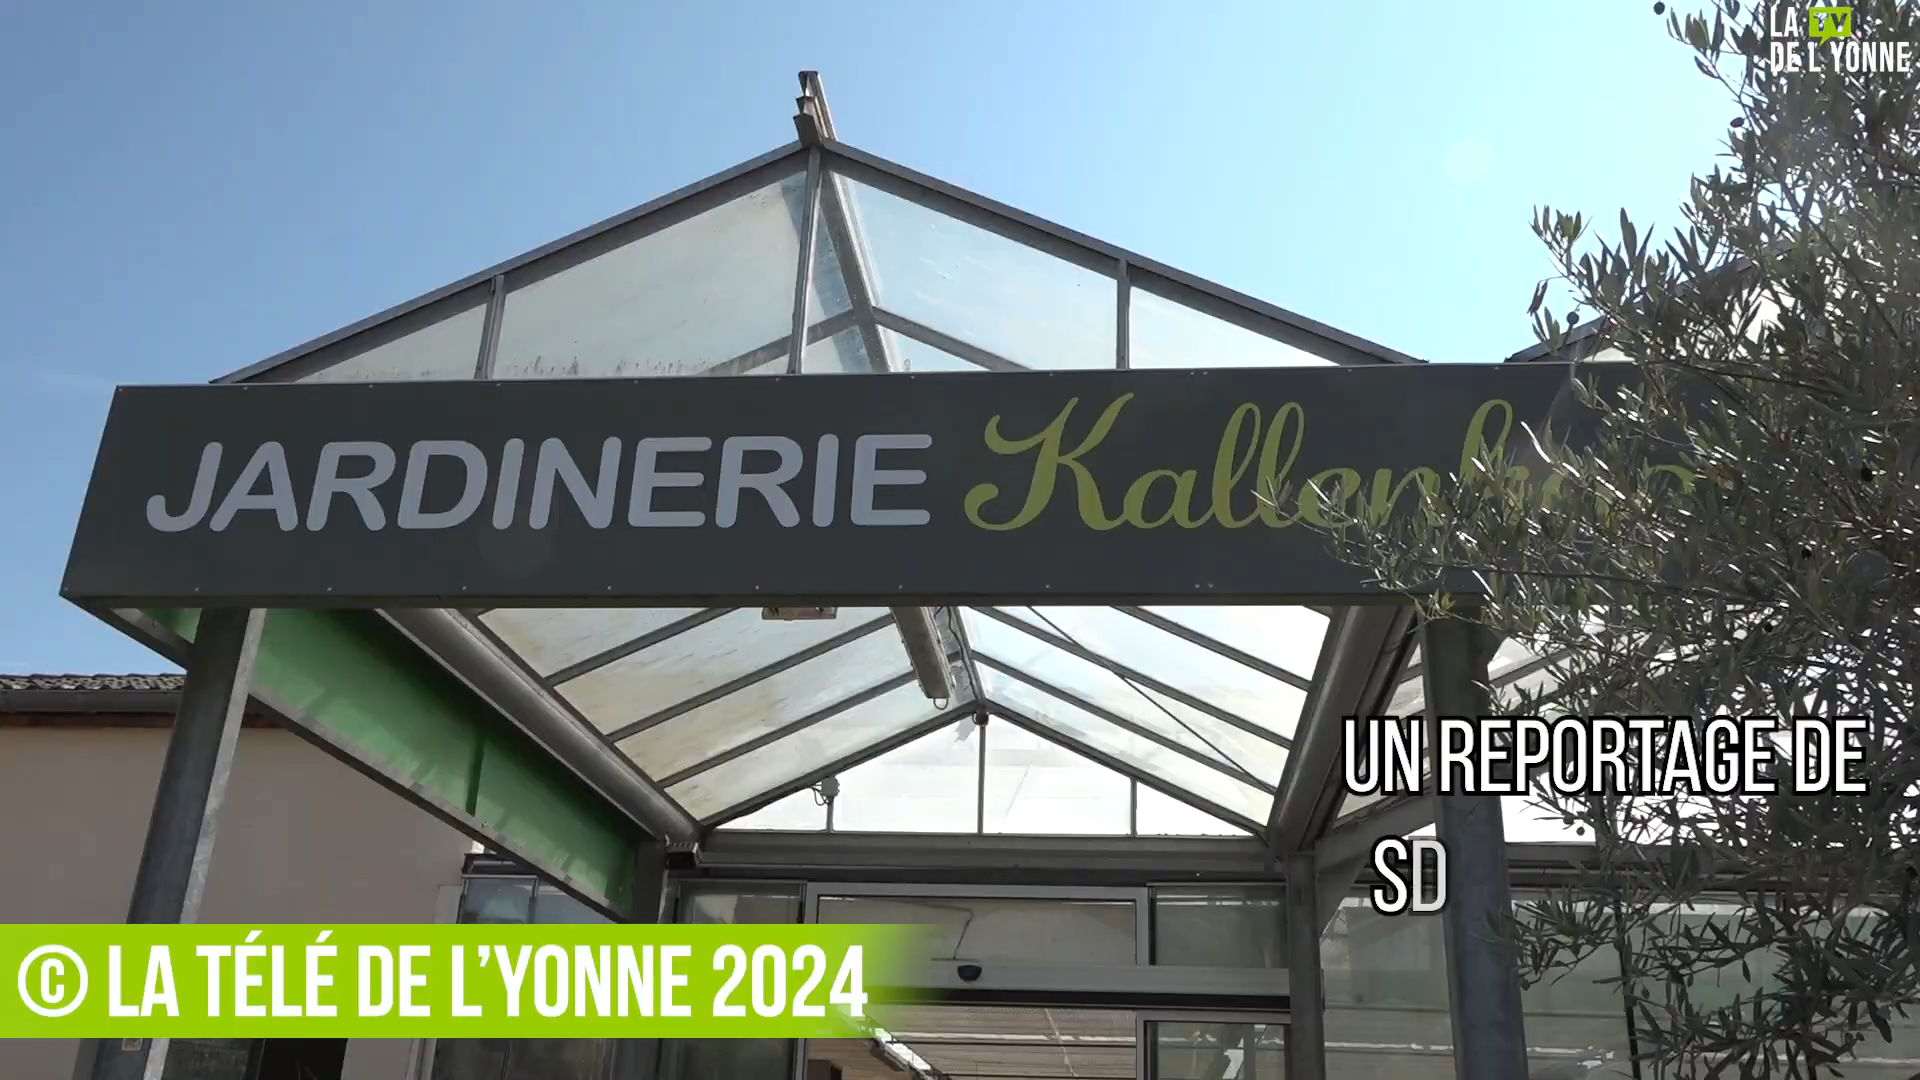 LA TV
DE L'YONNE
JARDINERIE
UN REPORTAGE DE
SD
© LA TÉLÉ DE L’YONNE 2024